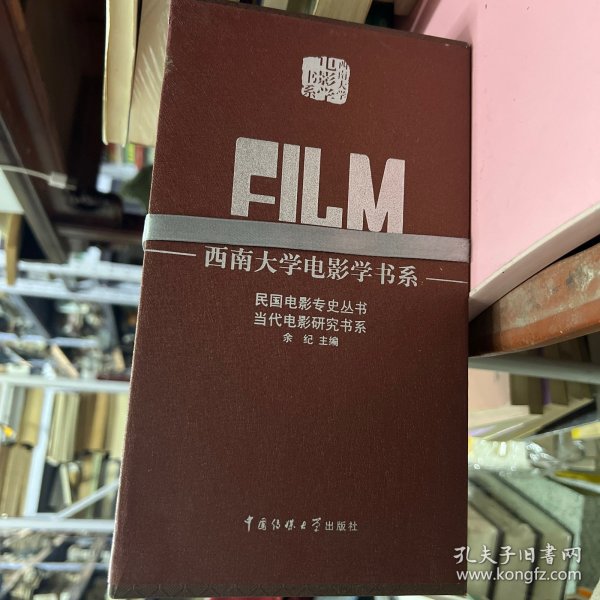 西南大学
电影学
书系
FILM
西南大学电影学书系
民国电影专史丛书
当代电影研究书系
余 纪 主编
中国传媒大学出版社
孔夫子旧书网
www.kongfz.com